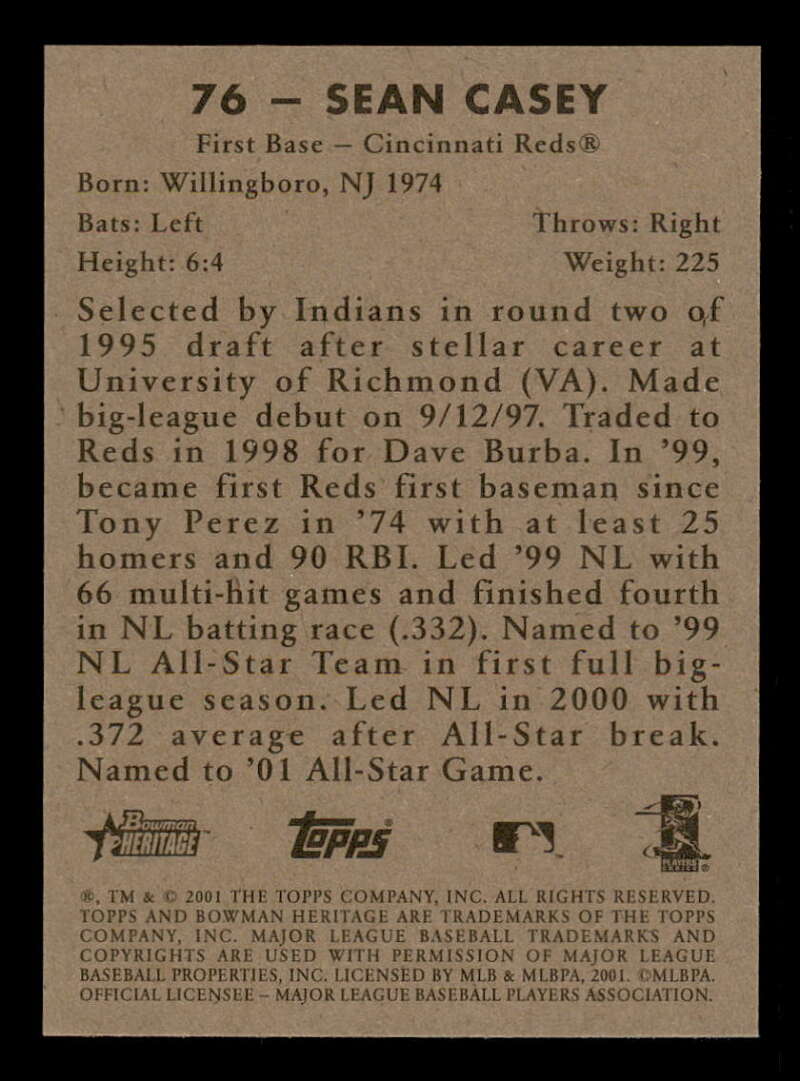 76 – SEAN CASEY
First Base – Cincinnati Reds®
Born: Willingboro, NJ 1974
Bats: Left Throws: Right
Height: 6:4 Weight: 225
Selected by Indians in round two of
1995 draft after stellar career at
University of Richmond (VA). Made
big-league debut on 9/12/97. Traded to
Reds in 1998 for Dave Burba. In ’99,
became first Reds first baseman since
Tony Perez in ’74 with at least 25
homers and 90 RBI. Led ’99 NL with
66 multi-hit games and finished fourth
in NL batting race (.332). Named to ’99
NL All-Star Team in first full big-
league season. Led NL in 2000 with
.372 average after All-Star break.
Named to ’01 All-Star Game.
Bowman HERITAGE™ topps® ™ PLAYERS ®
®, TM & © 2001 THE TOPPS COMPANY, INC. ALL RIGHTS RESERVED.
TOPPS AND BOWMAN HERITAGE ARE TRADEMARKS OF THE TOPPS
COMPANY, INC. MAJOR LEAGUE BASEBALL TRADEMARKS AND
COPYRIGHTS ARE USED WITH PERMISSION OF MAJOR LEAGUE
BASEBALL PROPERTIES, INC. LICENSED BY MLB & MLBPA, 2001. ©MLBPA.
OFFICIAL LICENSEE – MAJOR LEAGUE BASEBALL PLAYERS ASSOCIATION.